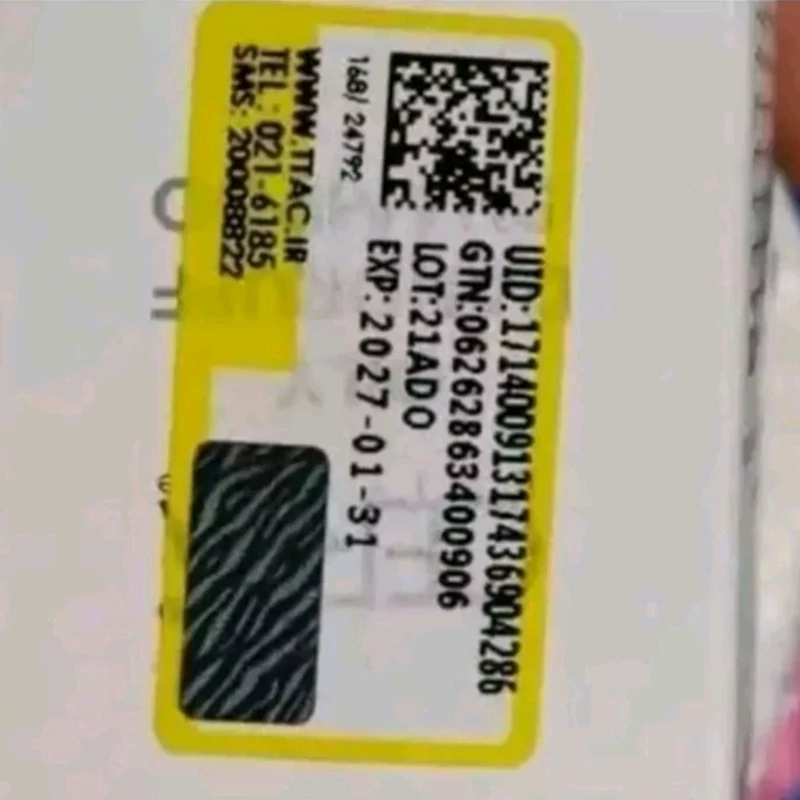 168/ 24792
UID:17140091317436904286
GTN:06262863400906
LOT:21ADO
EXP:2027-01-31
WWW.TTAC.IR
TEL: 021-6185
SMS: 20008822